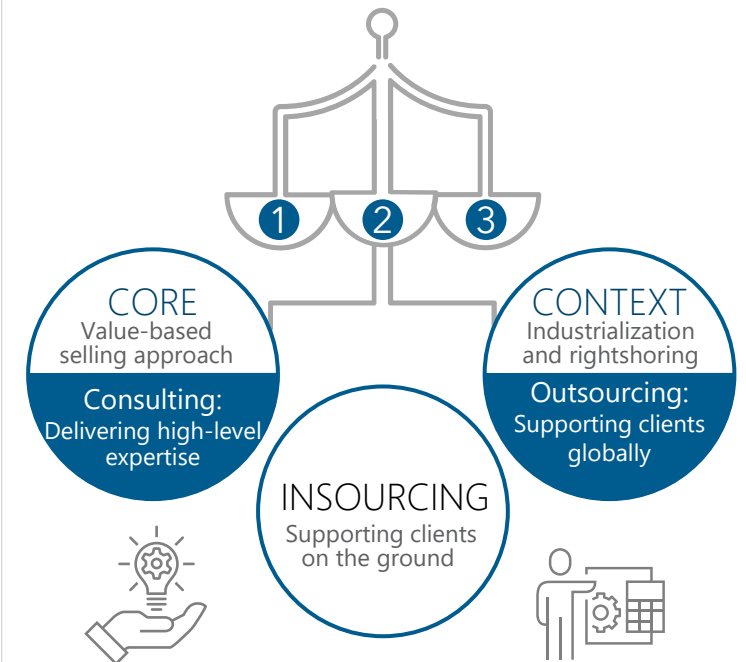 1
2
3
CORE
Value-based
selling approach
Consulting:
Delivering high-level
expertise
INSOURCING
Supporting clients
on the ground
CONTEXT
Industrialization
and rightshoring
Outsourcing:
Supporting clients
globally